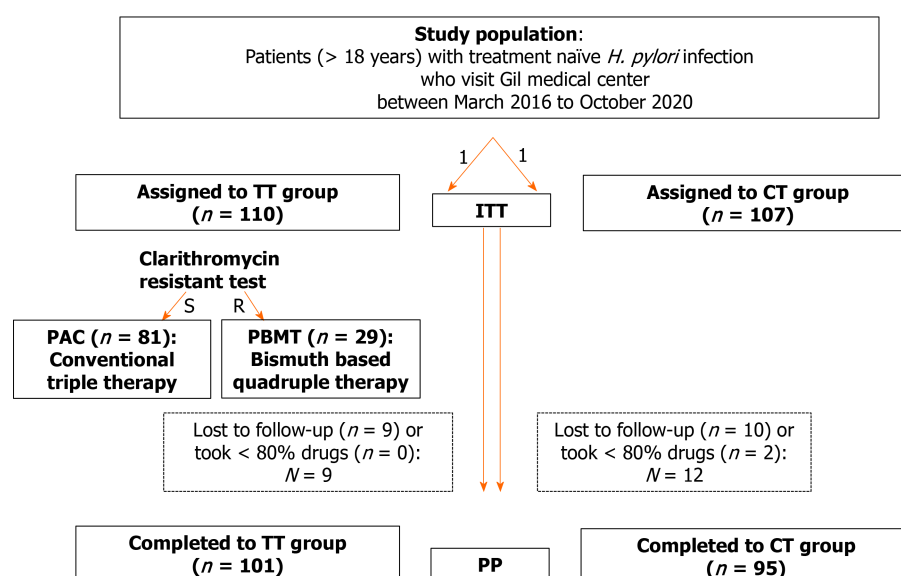 Study population:
Patients (> 18 years) with treatment naïve H. pylori infection
who visit Gil medical center
between March 2016 to October 2020
1
1
Assigned to TT group
(n = 110)
ITT
Assigned to CT group
(n = 107)
Clarithromycin
resistant test
S
R
PAC (n = 81):
Conventional
triple therapy
PBMT (n = 29):
Bismuth based
quadruple therapy
Lost to follow-up (n = 9) or
took < 80% drugs (n = 0):
N = 9
Lost to follow-up (n = 10) or
took < 80% drugs (n = 2):
N = 12
Completed to TT group
(n = 101)
PP
Completed to CT group
(n = 95)